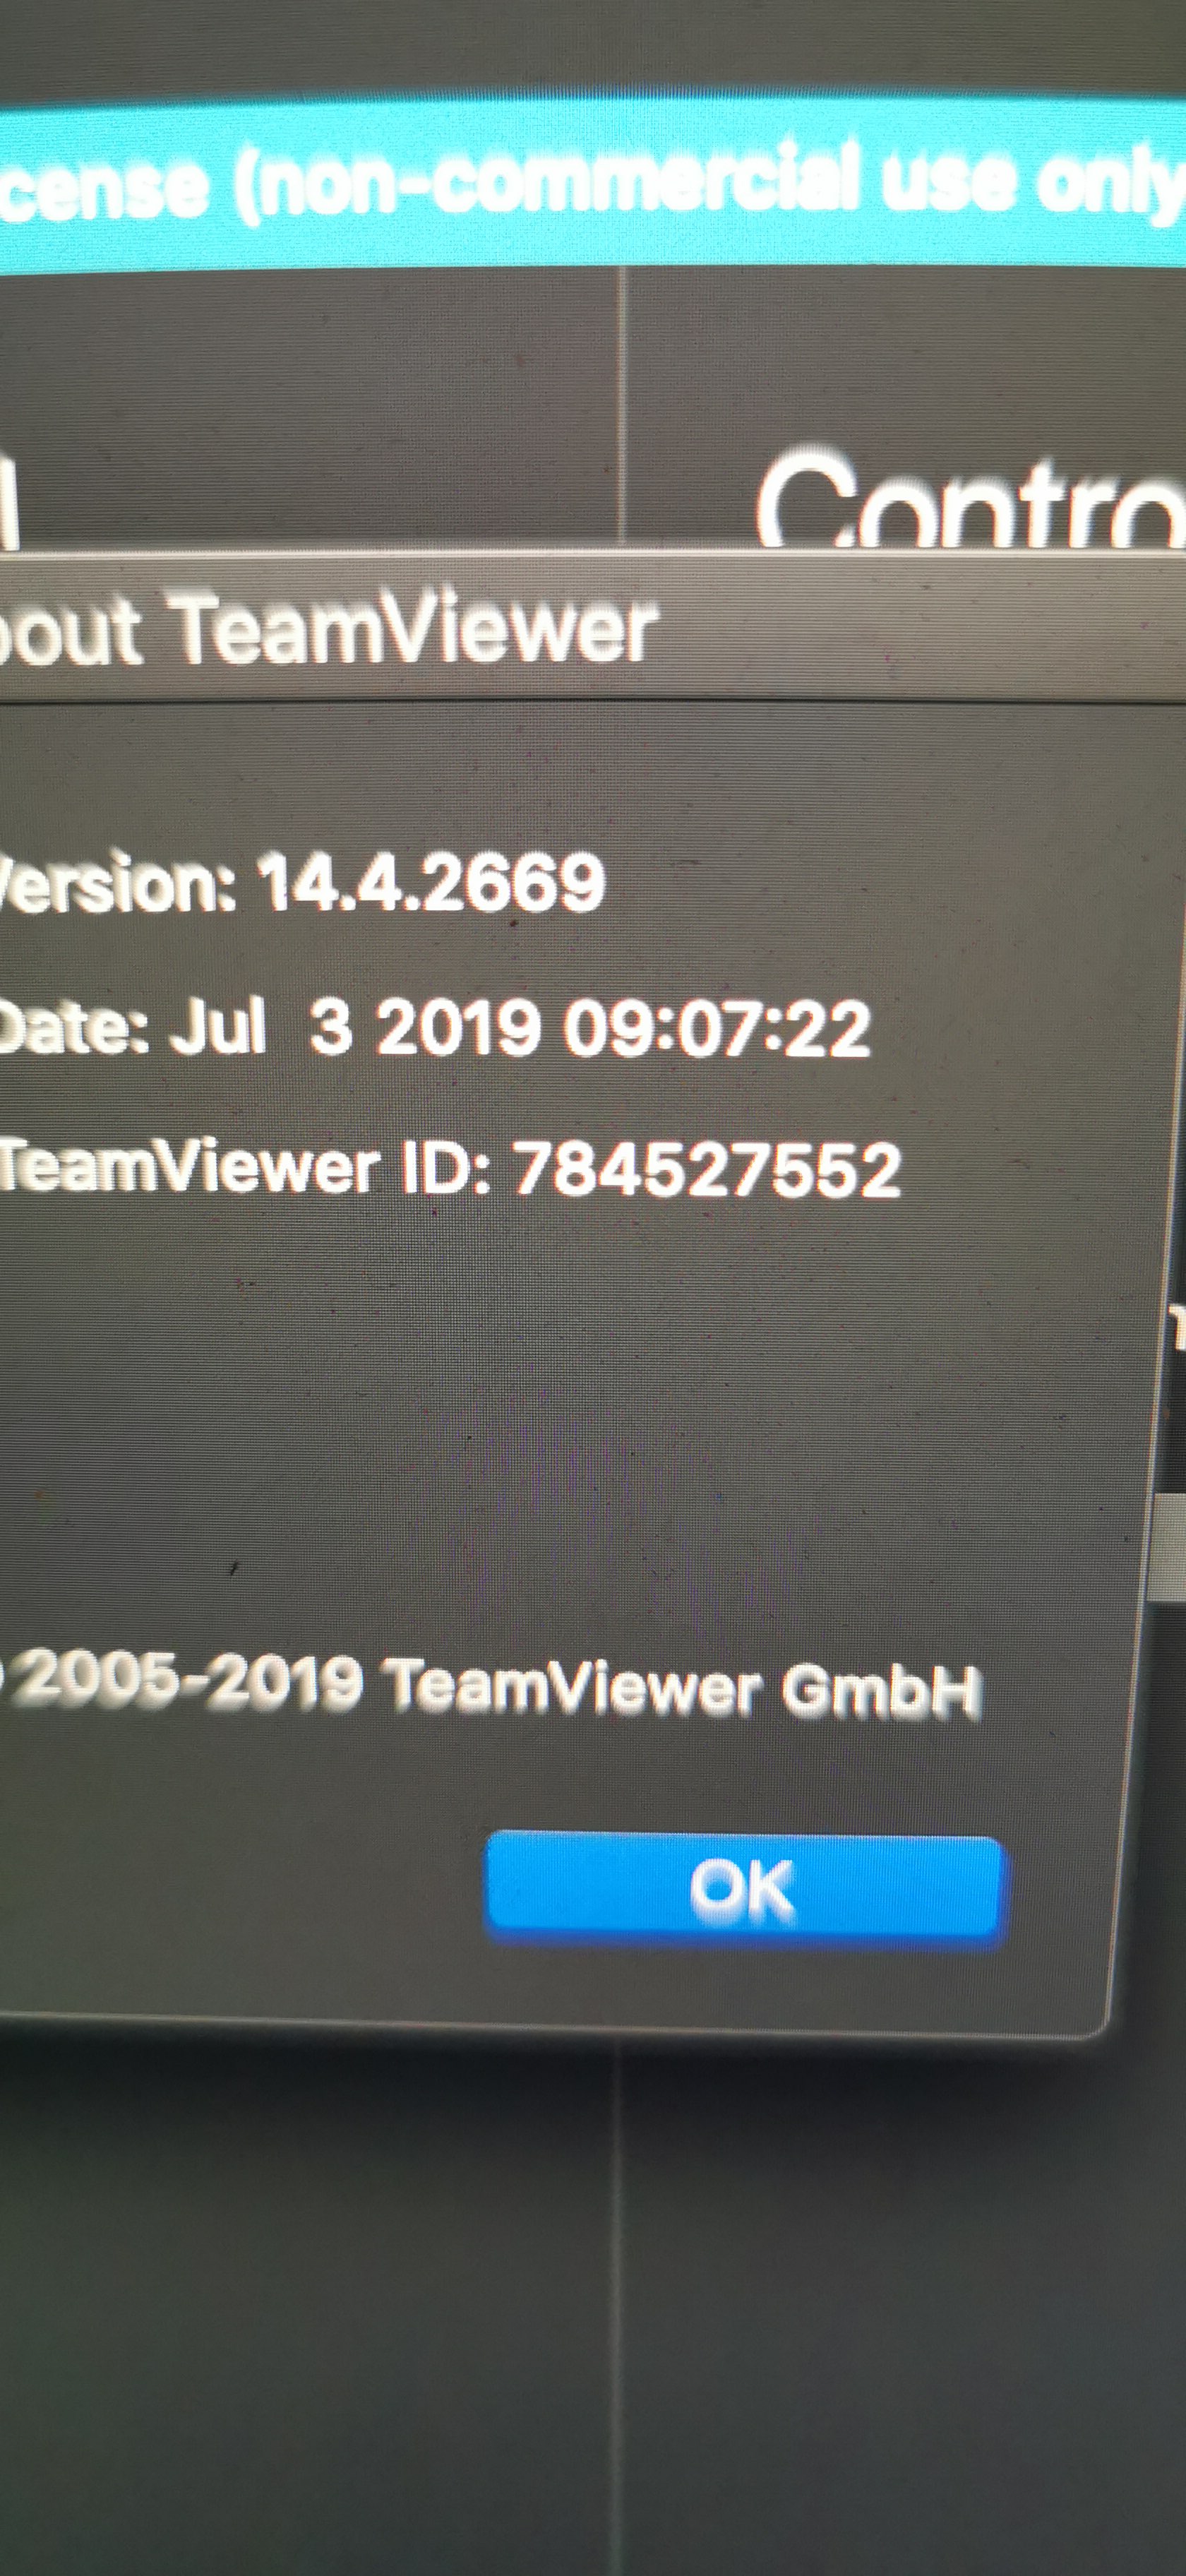 cense (non-commercial use only
Contro
bout TeamViewer
Version: 14.4.2669
Date: Jul  3 2019 09:07:22
TeamViewer ID: 784527552
2005-2019 TeamViewer GmbH
OK